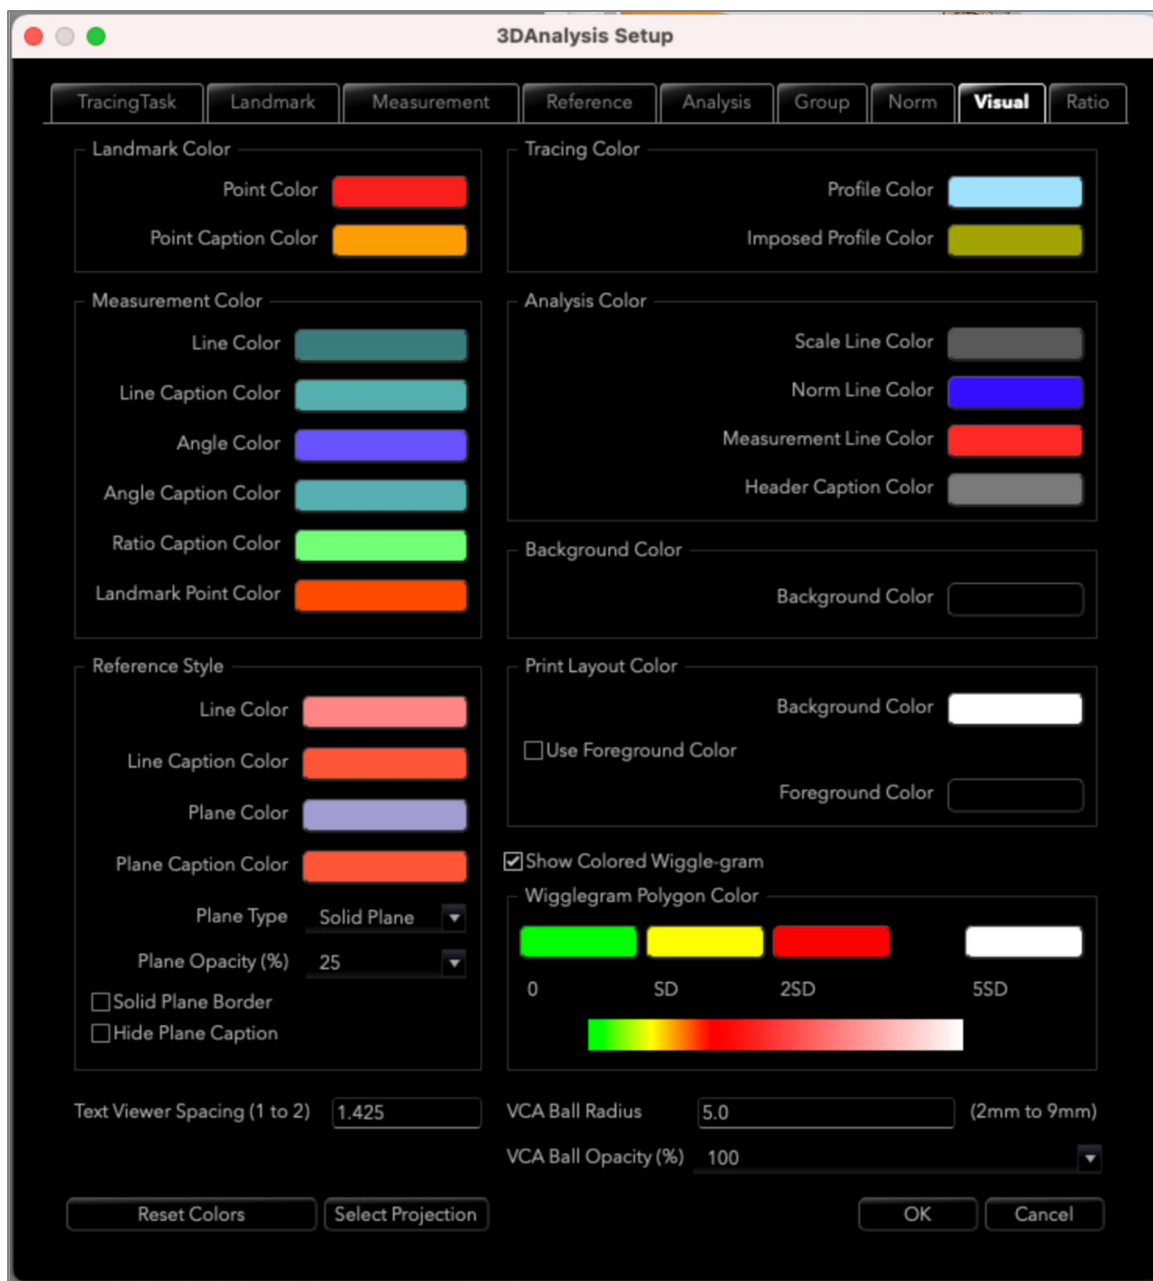 3DAnalysis Setup
TracingTask Landmark Measurement Reference Analysis Group Norm Visual Ratio
Landmark Color
Point Color
Point Caption Color
Tracing Color
Profile Color
Imposed Profile Color
Measurement Color
Line Color
Line Caption Color
Angle Color
Angle Caption Color
Ratio Caption Color
Landmark Point Color
Analysis Color
Scale Line Color
Norm Line Color
Measurement Line Color
Header Caption Color
Background Color
Background Color
Reference Style
Line Color
Line Caption Color
Plane Color
Plane Caption Color
Plane Type Solid Plane
Plane Opacity (%) 25
Solid Plane Border
Hide Plane Caption
Print Layout Color
Background Color
Use Foreground Color
Foreground Color
Show Colored Wiggle-gram
Wigglegram Polygon Color
0 SD 2SD 5SD
Text Viewer Spacing (1 to 2) 1.425
VCA Ball Radius 5.0 (2mm to 9mm)
VCA Ball Opacity (%) 100
Reset Colors Select Projection OK Cancel